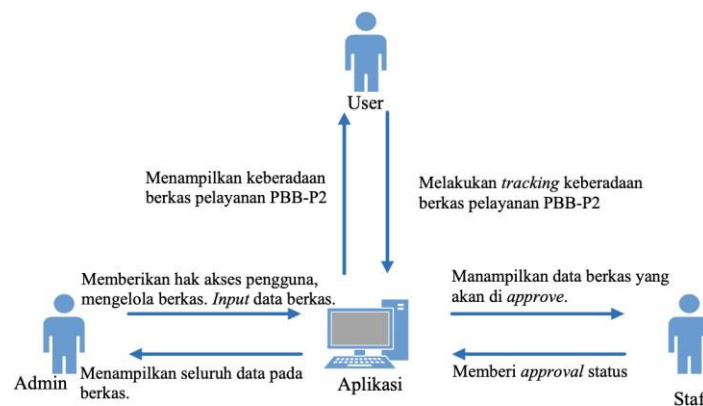 User
Menampilkan keberadaan
berkas pelayanan PBB-P2
Melakukan tracking keberadaan
berkas pelayanan PBB-P2
Memberikan hak akses pengguna,
mengelola berkas. Input data berkas.
Manampilkan data berkas yang
akan di approve.
Menampilkan seluruh data pada
berkas.
Memberi approval status
Admin
Aplikasi
Staf